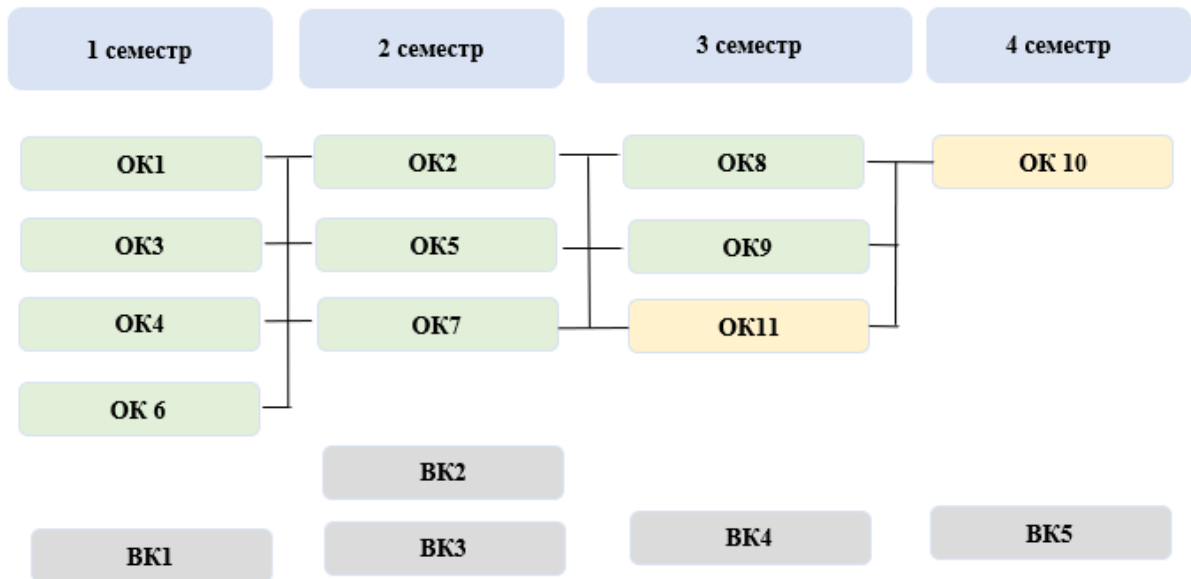 1 семестр 2 семестр 3 семестр 4 семестр
ОК1 ОК2 ОК8 ОК 10
ОК3 ОК5 ОК9
ОК4 ОК7 ОК11
ОК 6
ВК2
ВК1 ВК3 ВК4 ВК5